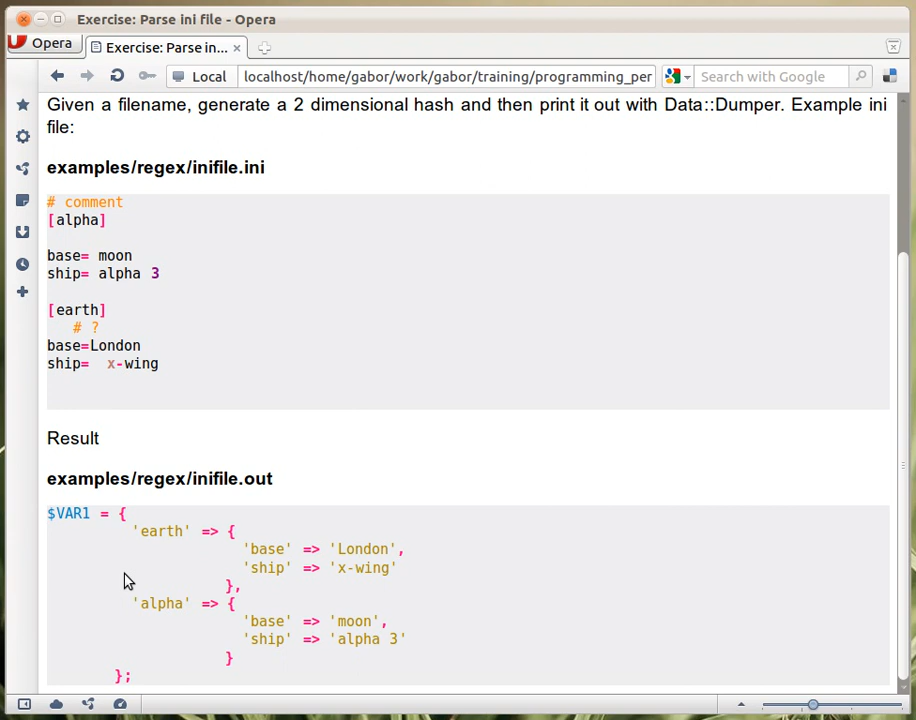 Exercise: Parse ini file - Opera
Opera
Exercise: Parse in...
Local
localhost/home/gabor/work/gabor/training/programming_per
Search with Google
Given a filename, generate a 2 dimensional hash and then print it out with Data::Dumper. Example ini
file:
examples/regex/inifile.ini
# comment
[alpha]
base= moon
ship= alpha 3
[earth]
# ?
base=London
ship=  x-wing
Result
examples/regex/inifile.out
$VAR1 = {
'earth' => {
'base' => 'London',
'ship' => 'x-wing'
},
'alpha' => {
'base' => 'moon',
'ship' => 'alpha 3'
}
};